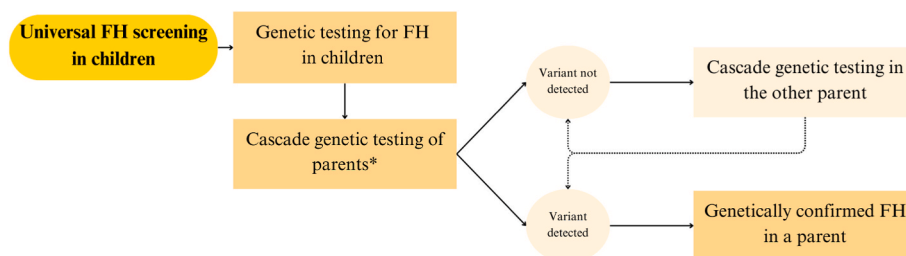 Universal FH screening
in children
Genetic testing for FH
in children
Cascade genetic testing of
parents*
Variant not
detected
Cascade genetic testing in
the other parent
Variant
detected
Genetically confirmed FH
in a parent